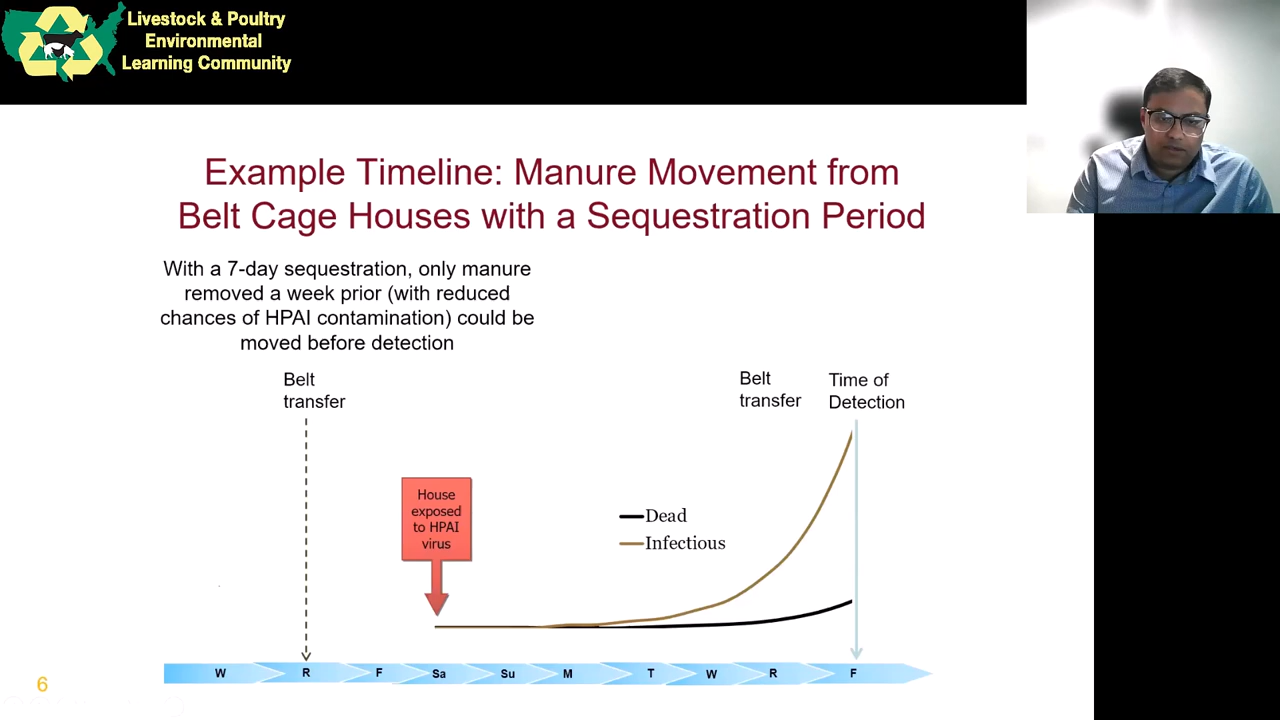 Livestock & Poultry
Environmental
Learning Community
Example Timeline: Manure Movement from
Belt Cage Houses with a Sequestration Period
With a 7-day sequestration, only manure
removed a week prior (with reduced
chances of HPAI contamination) could be
moved before detection
Belt
transfer
Belt
transfer
Time of
Detection
House
exposed
to HPAI
virus
Dead
Infectious
W R F Sa Su M T W R F
6